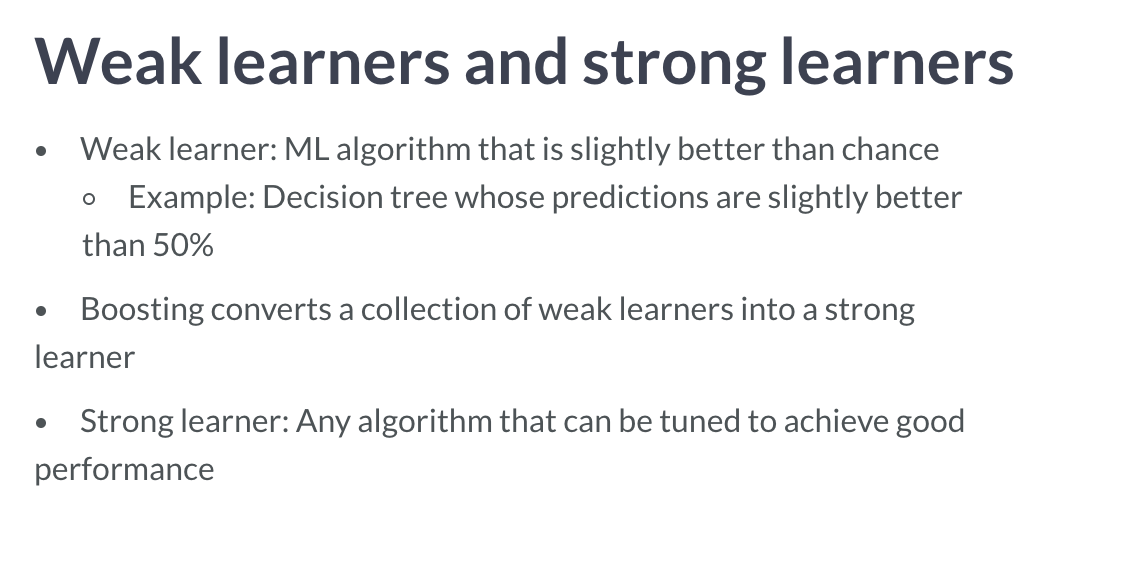 Weak learners and strong learners
• Weak learner: ML algorithm that is slightly better than chance
○ Example: Decision tree whose predictions are slightly better
than 50%
• Boosting converts a collection of weak learners into a strong
learner
• Strong learner: Any algorithm that can be tuned to achieve good
performance